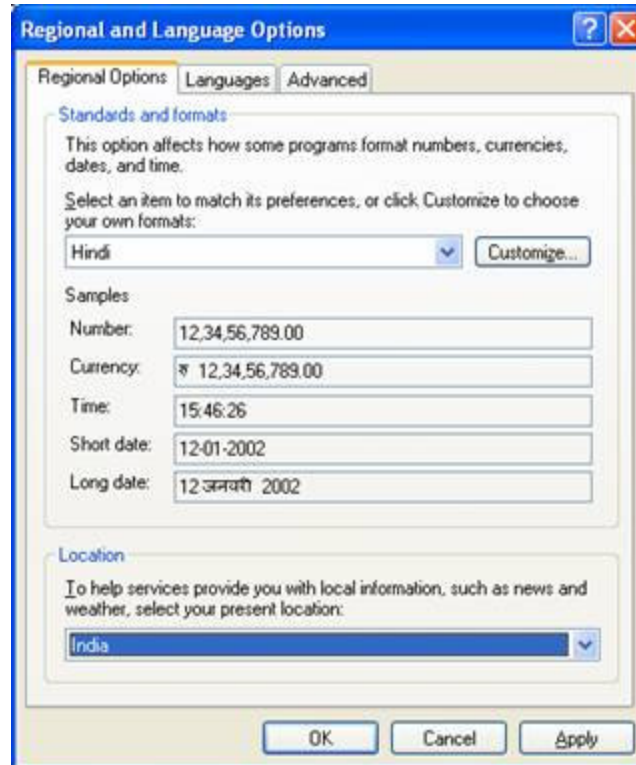 Regional and Language Options
Regional Options Languages Advanced
Standards and formats
This option affects how some programs format numbers, currencies,
dates, and time.
Select an item to match its preferences, or click Customize to choose
your own formats:
Hindi Customize...
Samples
Number: 12,34,56,789.00
Currency: रु 12,34,56,789.00
Time: 15:46:26
Short date: 12-01-2002
Long date: 12 जनवरी 2002
Location
To help services provide you with local information, such as news and
weather, select your present location:
India
OK Cancel Apply